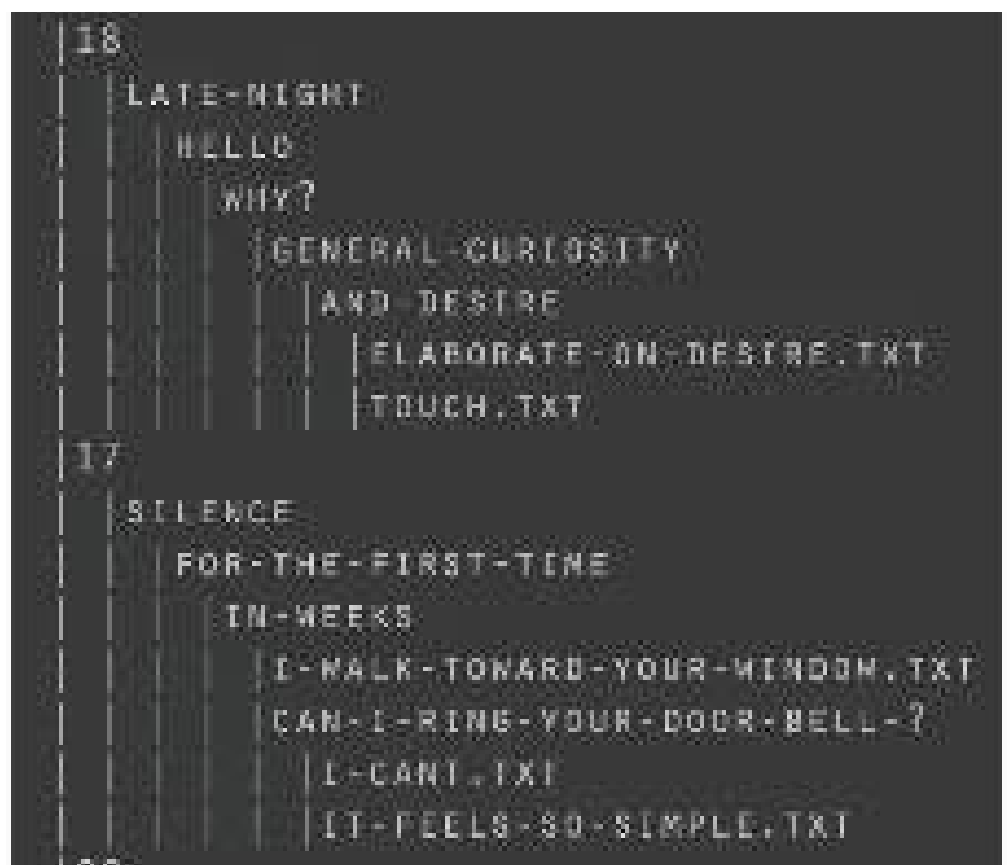 18
LATE-NIGHT
HELLO
WHY?
GENERAL-CURIOSITY
AND-DESIRE
ELABORATE-ON-DESIRE.TXT
TOUCH.TXT
17
SILENCE
FOR-THE-FIRST-TIME
IN-WEEKS
I-WALK-TOWARD-YOUR-WINDOW.TXT
CAN-I-RING-YOUR-DOOR-BELL-?
I-CANT.TXT
IT-FEELS-SO-SIMPLE.TXT